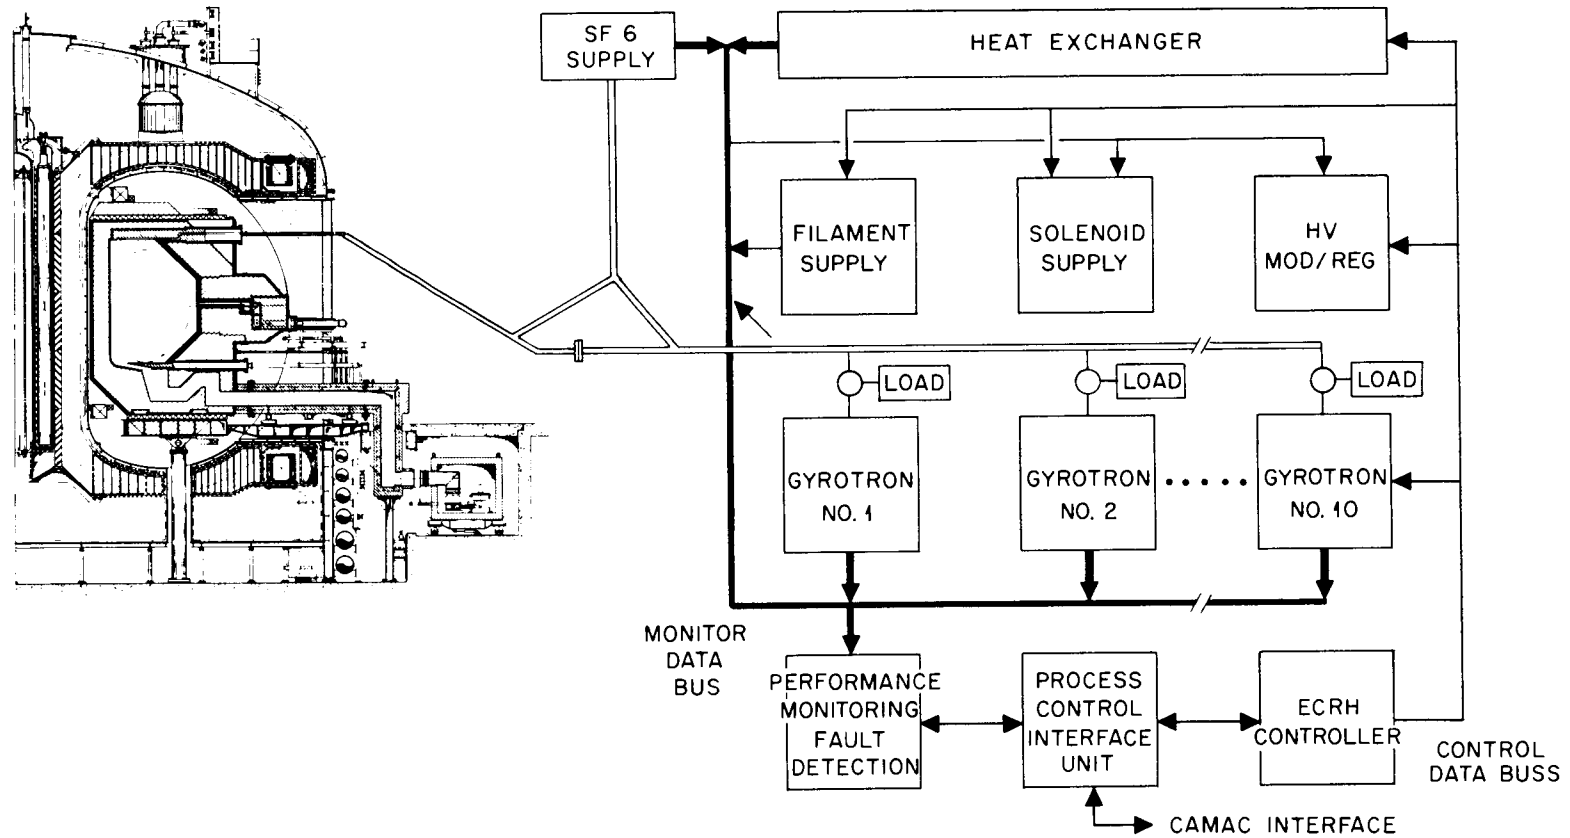 SF 6
SUPPLY
HEAT EXCHANGER
FILAMENT
SUPPLY
SOLENOID
SUPPLY
HV
MOD/REG
LOAD
LOAD
LOAD
GYROTRON
NO. 1
GYROTRON
NO. 2
GYROTRON
NO. 10
MONITOR
DATA
BUS
PERFORMANCE
MONITORING
FAULT
DETECTION
PROCESS
CONTROL
INTERFACE
UNIT
ECRH
CONTROLLER
CONTROL
DATA BUSS
CAMAC INTERFACE